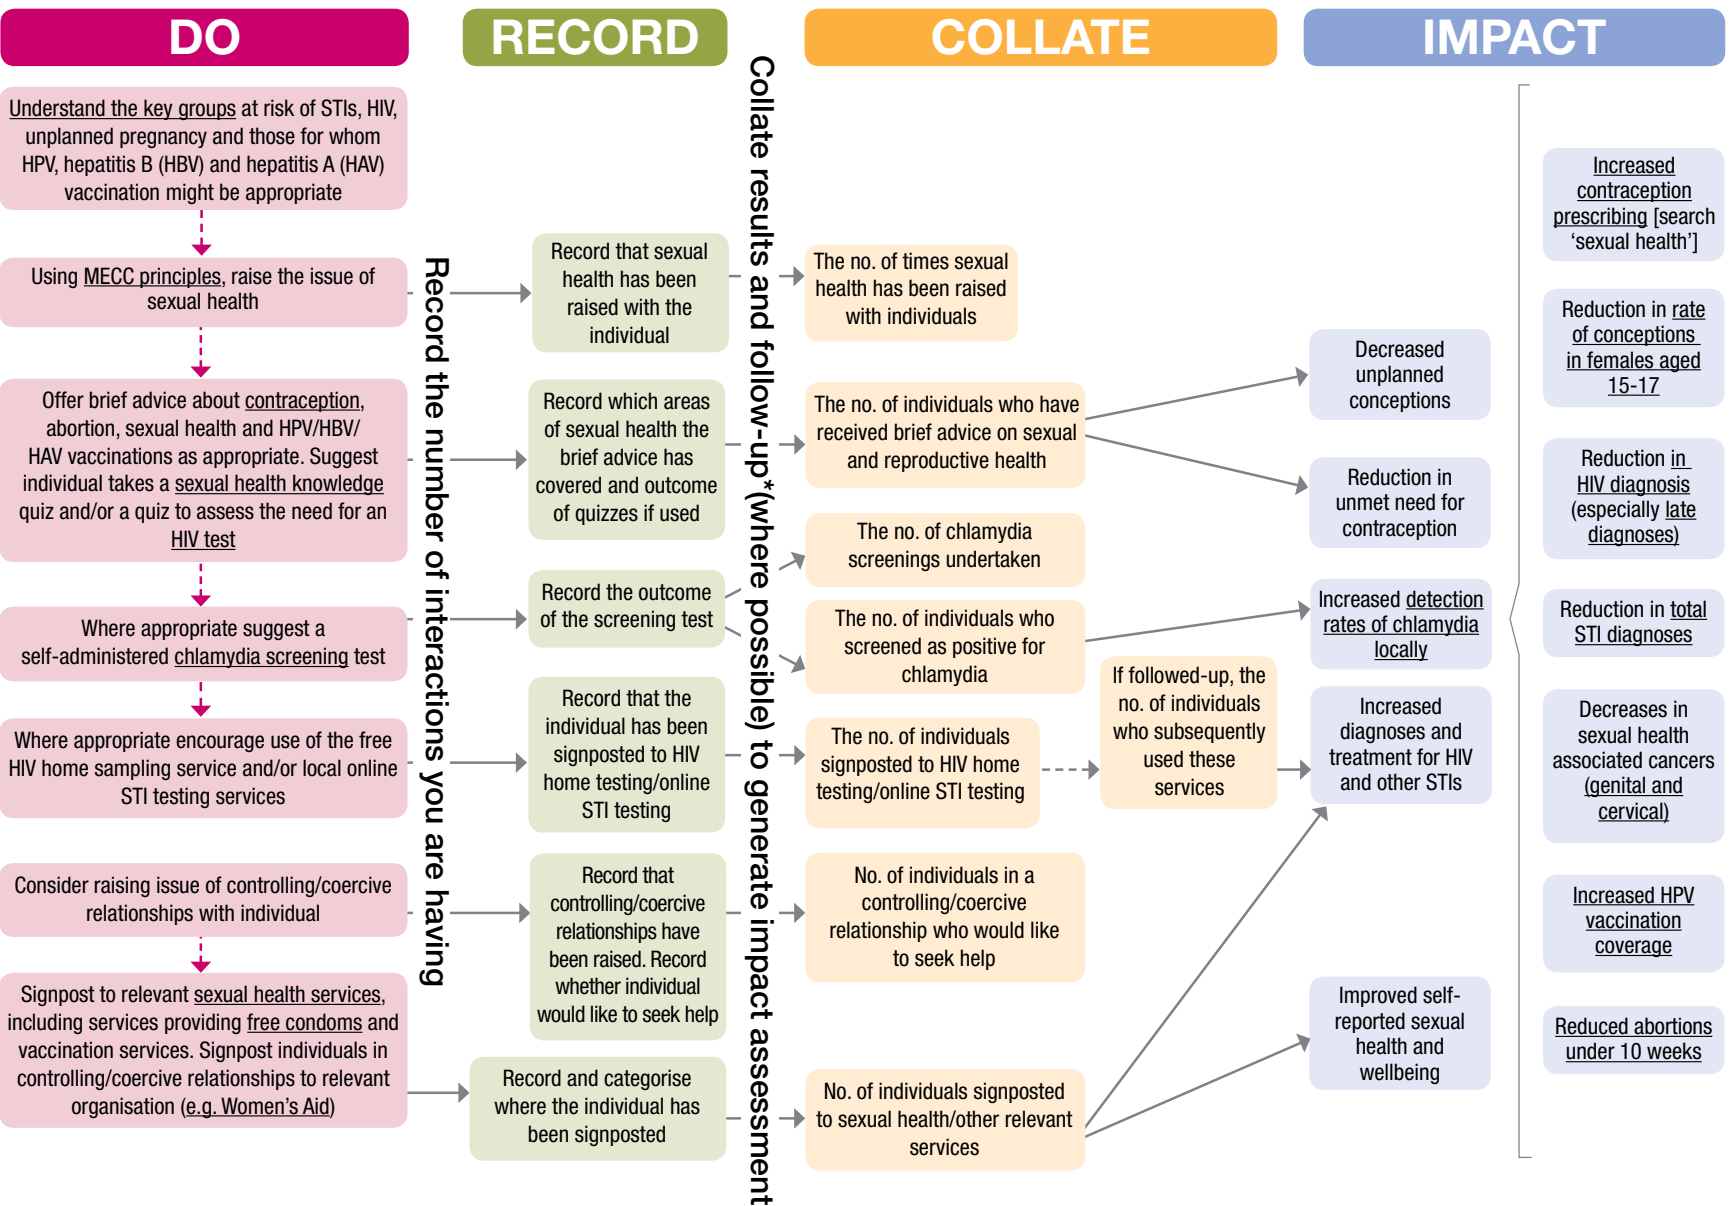 DO
RECORD
COLLATE
IMPACT
Understand the key groups at risk of STIs, HIV,
unplanned pregnancy and those for whom
HPV, hepatitis B (HBV) and hepatitis A (HAV)
vaccination might be appropriate
Using MECC principles, raise the issue of
sexual health
Offer brief advice about contraception,
abortion, sexual health and HPV/HBV/
HAV vaccinations as appropriate. Suggest
individual takes a sexual health knowledge
quiz and/or a quiz to assess the need for an
HIV test
Where appropriate suggest a
self-administered chlamydia screening test
Where appropriate encourage use of the free
HIV home sampling service and/or local online
STI testing services
Consider raising issue of controlling/coercive
relationships with individual
Signpost to relevant sexual health services,
including services providing free condoms and
vaccination services. Signpost individuals in
controlling/coercive relationships to relevant
organisation (e.g. Women's Aid)
Record the number of interactions you are having
Record that sexual
health has been
raised with the
individual
Record which areas
of sexual health the
brief advice has
covered and outcome
of quizzes if used
Record the outcome
of the screening test
Record that the
individual has been
signposted to HIV
home testing/online
STI testing
Record that
controlling/coercive
relationships have
been raised. Record
whether individual
would like to seek help
Record and categorise
where the individual has
been signposted
Collate results and follow-up*(where possible) to generate impact assessment
The no. of times sexual
health has been raised
with individuals
The no. of individuals who have
received brief advice on sexual
and reproductive health
The no. of chlamydia
screenings undertaken
The no. of individuals who
screened as positive for
chlamydia
The no. of individuals
signposted to HIV home
testing/online STI testing
If followed-up, the
no. of individuals
who subsequently
used these
services
No. of individuals in a
controlling/coercive
relationship who would like
to seek help
No. of individuals signposted
to sexual health/other relevant
services
Decreased
unplanned
conceptions
Reduction in
unmet need for
contraception
Increased detection
rates of chlamydia
locally
Increased
diagnoses and
treatment for HIV
and other STIs
Improved self-
reported sexual
health and
wellbeing
Increased
contraception
prescribing [search
'sexual health']
Reduction in rate
of conceptions
in females aged
15-17
Reduction in
HIV diagnosis
(especially late
diagnoses)
Reduction in total
STI diagnoses
Decreases in
sexual health
associated cancers
(genital and
cervical)
Increased HPV
vaccination
coverage
Reduced abortions
under 10 weeks